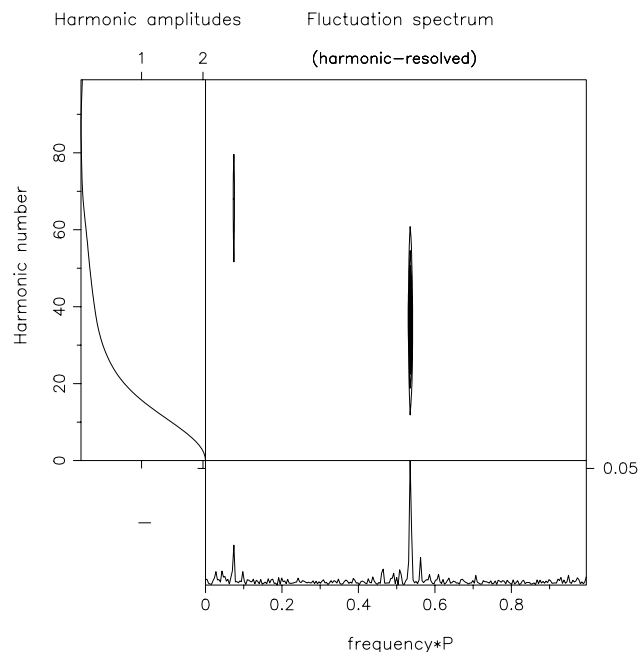 Harmonic amplitudes Fluctuation spectrum
1 2 (harmonic-resolved)
Harmonic number
80
60
40
20
0
0.05
0 0.2 0.4 0.6 0.8
frequency*P